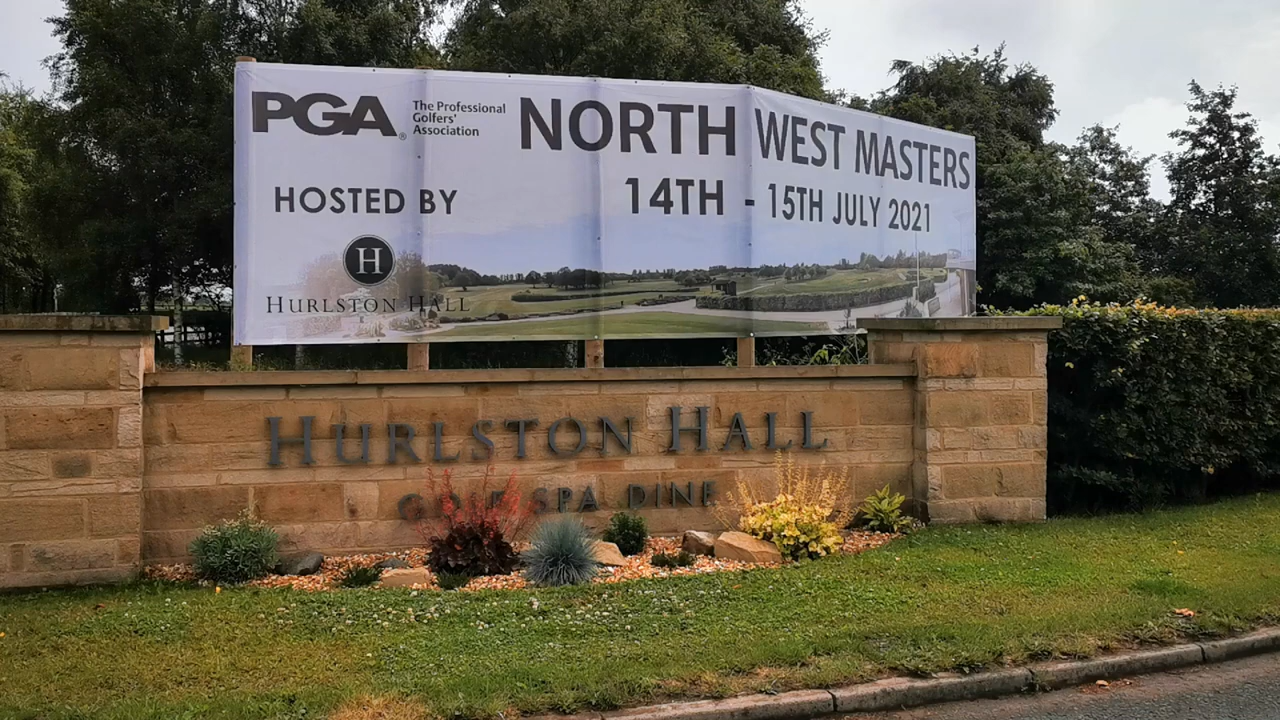 PGA The Professional
Golfers'
Association
NORTH WEST MASTERS
HOSTED BY
14TH - 15TH JULY 2021
H
HURLSTON HALL
HURLSTON HALL
GOLF SPA DINE